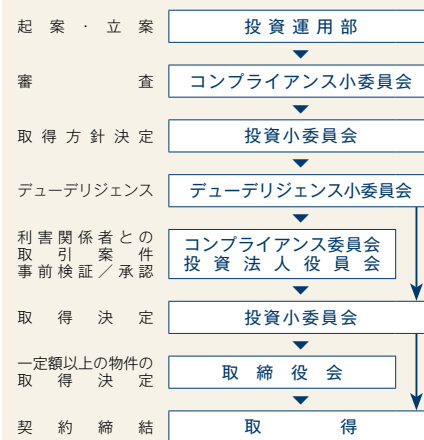 起案・立案
投資運用部
審査
コンプライアンス小委員会
取得方針決定
投資小委員会
デューデリジェンス
デューデリジェンス小委員会
利害関係者との
取引案件
事前検証／承認
コンプライアンス委員会
投資法人役員会
取得決定
投資小委員会
一定額以上の物件の
取得決定
取締役会
契約締結
取得